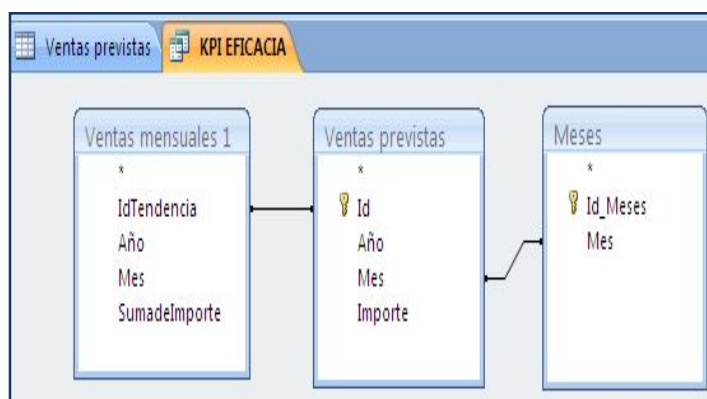 Ventas previstas
KPI EFICACIA
Ventas mensuales 1
*
IdTendencia
Año
Mes
SumadeImporte
Ventas previstas
*
Id
Año
Mes
Importe
Meses
*
Id_Meses
Mes